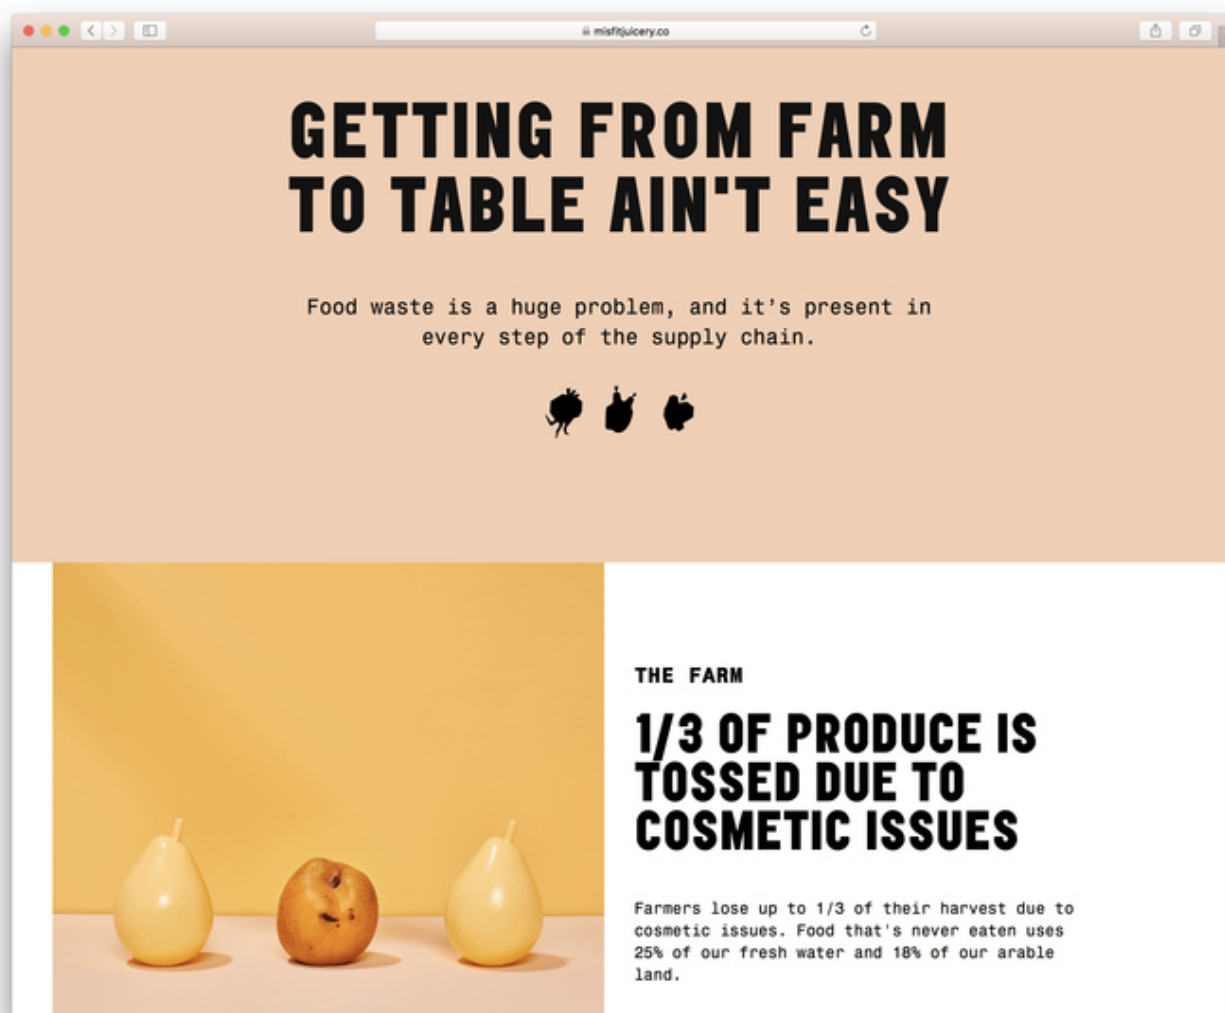 misfitjuicery.co
GETTING FROM FARM
TO TABLE AIN'T EASY
Food waste is a huge problem, and it’s present in
every step of the supply chain.
THE FARM
1/3 OF PRODUCE IS
TOSSED DUE TO
COSMETIC ISSUES
Farmers lose up to 1/3 of their harvest due to
cosmetic issues. Food that's never eaten uses
25% of our fresh water and 18% of our arable
land.